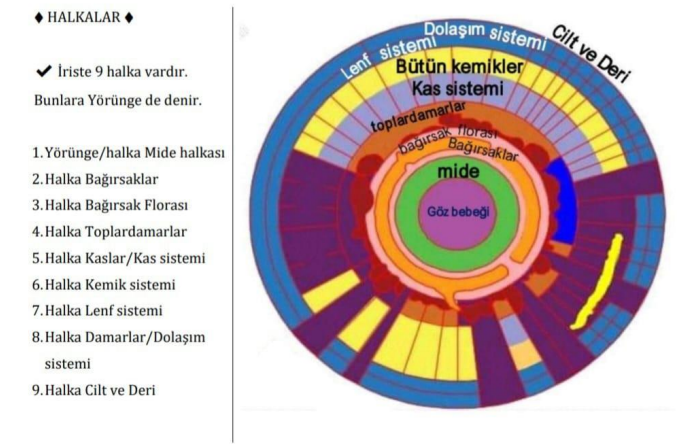 ♦ HALKALAR ♦
✔ İriste 9 halka vardır.
Bunlara Yörünge de denir.
1.Yörünge/halka Mide halkası
2.Halka Bağırsaklar
3.Halka Bağırsak Florası
4.Halka Toplardamarlar
5.Halka Kaslar/Kas sistemi
6.Halka Kemik sistemi
7.Halka Lenf sistemi
8.Halka Damarlar/Dolaşım
sistemi
9.Halka Cilt ve Deri
Cilt ve Deri
Dolaşım sistemi
Lenf sistemi
Bütün kemikler
Kas sistemi
toplardamarlar
bağırsak florası
Bağırsaklar
mide
Göz bebeği